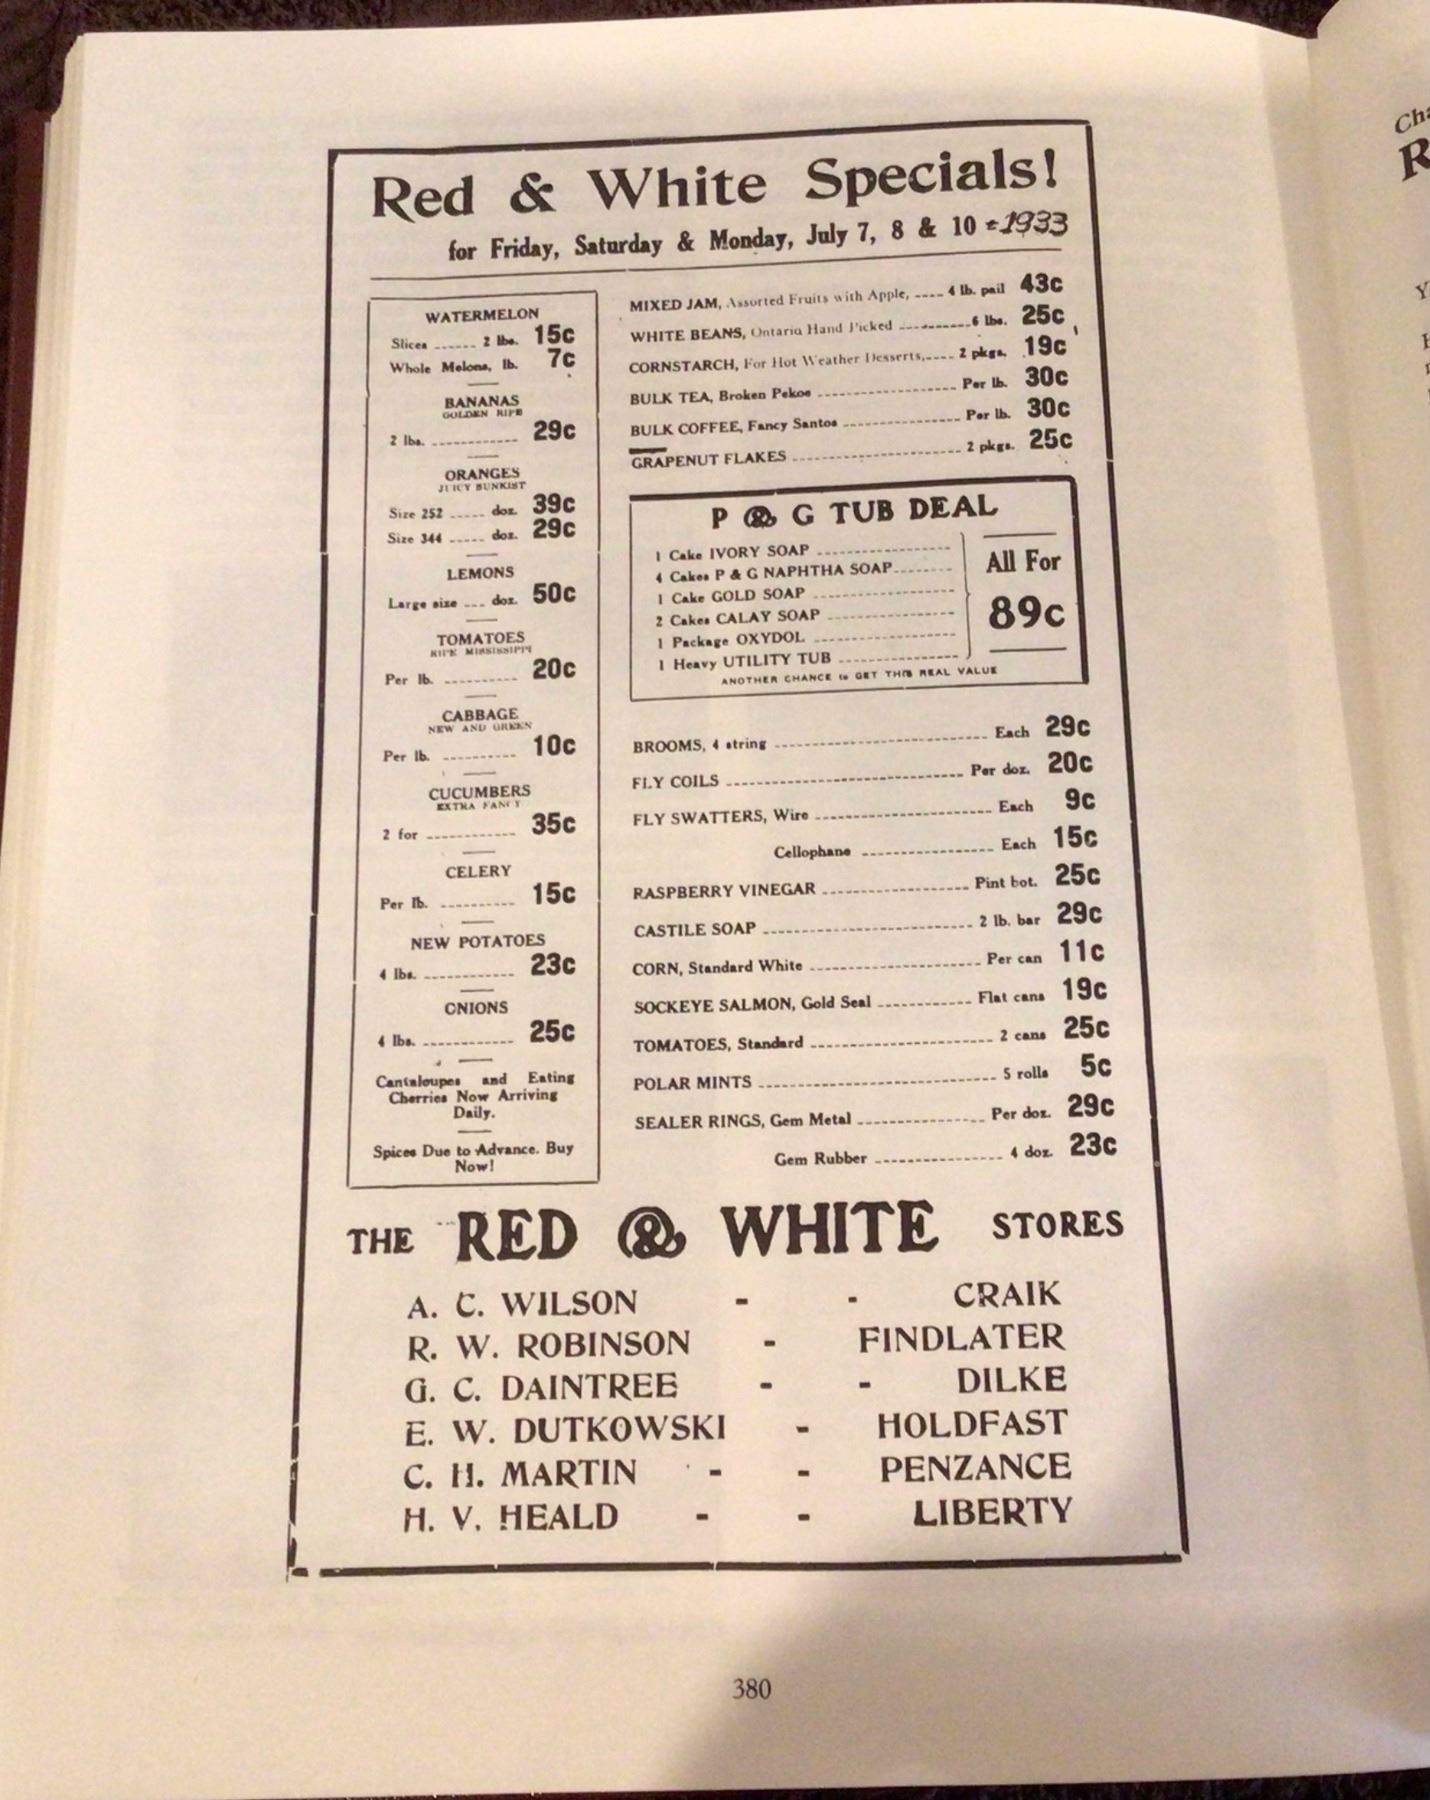 Red & White Specials!
for Friday, Saturday & Monday, July 7, 8 & 10 - 1933
WATERMELON
Slices ------ 2 lbs. 15c
Whole Melons, lb. 7c
BANANAS
GOLDEN RIPE
2 lbs. ------------ 29c
ORANGES
JUICY SUNKIST
Size 252 ----- doz. 39c
Size 344 ----- doz. 29c
LEMONS
Large size --- doz. 50c
TOMATOES
RIPE MISSISSIPPI
Per lb. ---------- 20c
CABBAGE
NEW AND GREEN
Per lb. ---------- 10c
CUCUMBERS
EXTRA FANCY
2 for ------------ 35c
CELERY
Per lb. ---------- 15c
NEW POTATOES
4 lbs. ------------ 23c
ONIONS
4 lbs. ------------ 25c
Cantaloupes and Eating
Cherries Now Arriving
Daily.
Spices Due to Advance. Buy
Now!
MIXED JAM, Assorted Fruits with Apple, ---- 4 lb. pail 43c
WHITE BEANS, Ontario Hand Picked ---------- 6 lbs. 25c
CORNSTARCH, For Hot Weather Desserts, ---- 2 pkgs. 19c
BULK TEA, Broken Pekoe ------------------ Per lb. 30c
BULK COFFEE, Fancy Santos --------------- Per lb. 30c
GRAPENUT FLAKES ---------------------- 2 pkgs. 25c
P & G TUB DEAL
1 Cake IVORY SOAP ----------------
4 Cakes P & G NAPHTHA SOAP--------
1 Cake GOLD SOAP -----------------
2 Cakes CALAY SOAP ---------------
1 Package OXYDOL -----------------
1 Heavy UTILITY TUB --------------
All For
89c
ANOTHER CHANCE to GET THIS REAL VALUE
BROOMS, 4 string --------------------------- Each 29c
FLY COILS ------------------------------ Per doz. 20c
FLY SWATTERS, Wire ---------------------- Each 9c
Cellophane ---------------- Each 15c
RASPBERRY VINEGAR ------------------ Pint bot. 25c
CASTILE SOAP -------------------------- 2 lb. bar 29c
CORN, Standard White --------------------- Per can 11c
SOCKEYE SALMON, Gold Seal ------------ Flat cans 19c
TOMATOES, Standard ----------------------- 2 cans 25c
POLAR MINTS ------------------------------ 5 rolls 5c
SEALER RINGS, Gem Metal ---------------- Per doz. 29c
Gem Rubber ---------------- 4 doz. 23c
THE RED & WHITE STORES
A. C. WILSON - - CRAIK
R. W. ROBINSON - FINDLATER
G. C. DAINTREE - - DILKE
E. W. DUTKOWSKI - HOLDFAST
C. H. MARTIN - - PENZANCE
H. V. HEALD - - LIBERTY
380